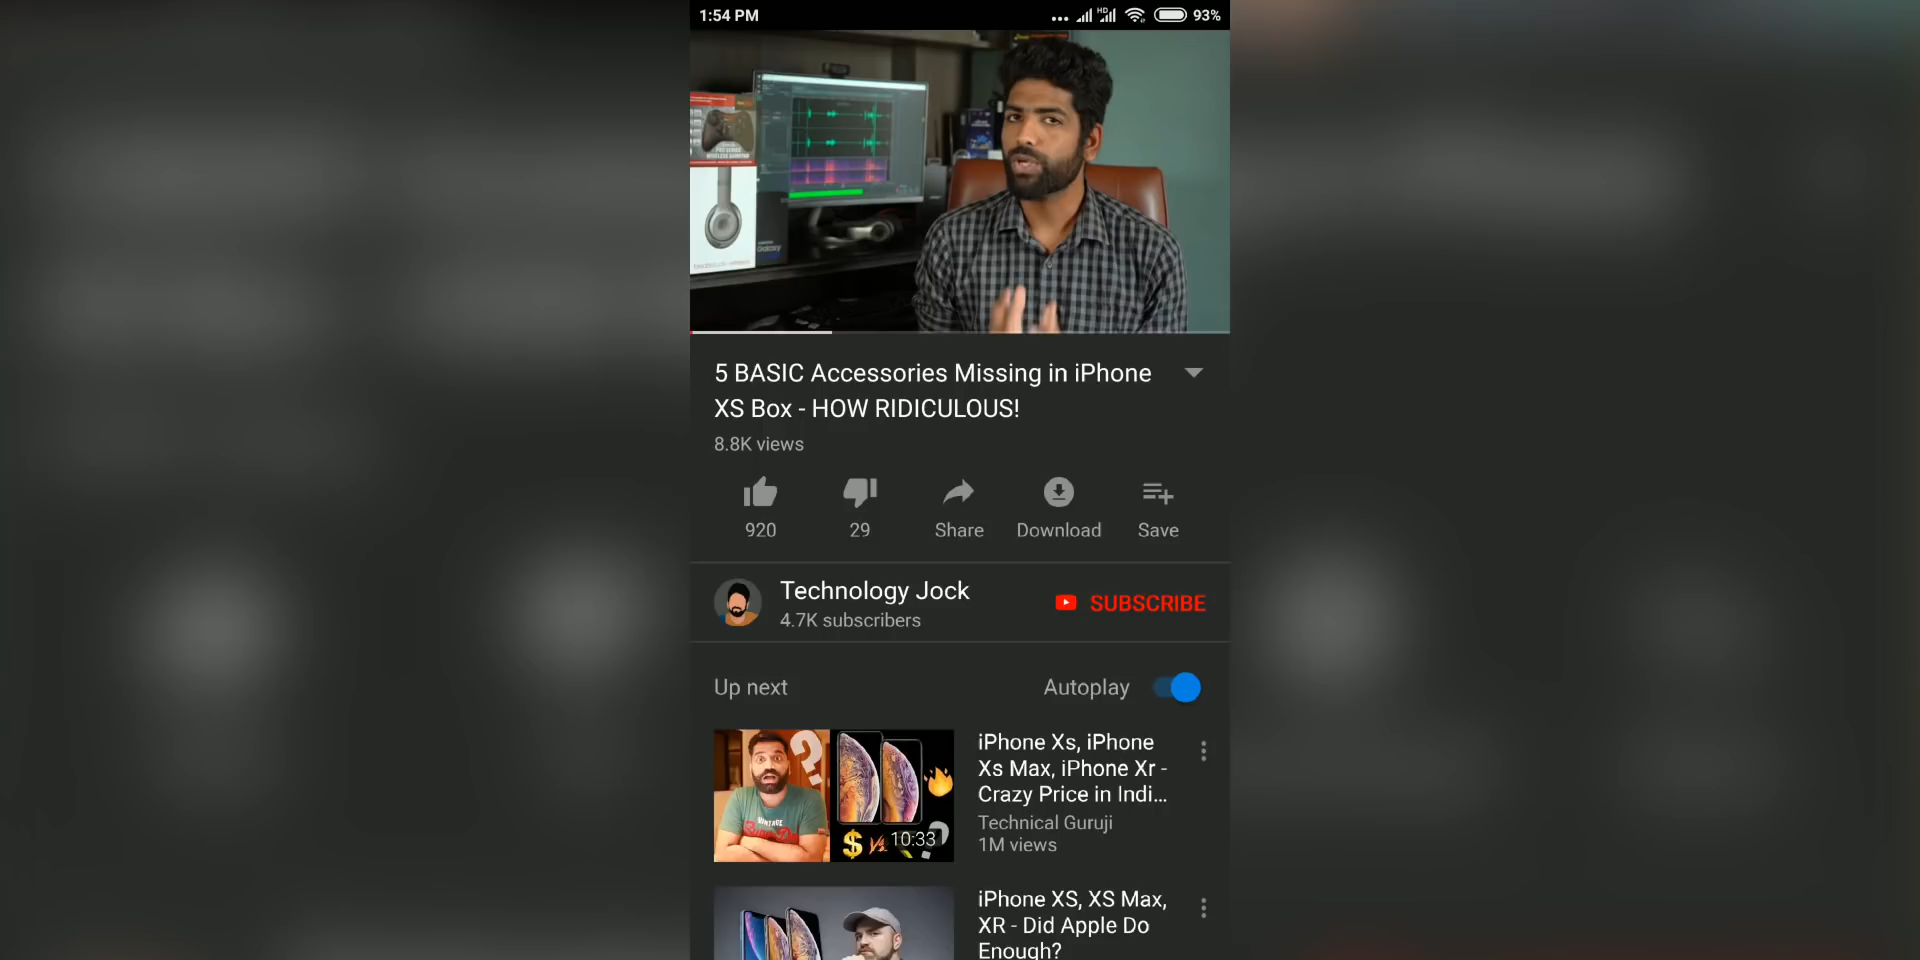 1:54 PM
HD
93%
5 BASIC Accessories Missing in iPhone
XS Box - HOW RIDICULOUS!
8.8K views
920
29
Share
Download
Save
Technology Jock
4.7K subscribers
SUBSCRIBE
Up next
Autoplay
iPhone Xs, iPhone
Xs Max, iPhone Xr -
Crazy Price in Indi...
Technical Guruji
1M views
VINTAGE
10:33
iPhone XS, XS Max,
XR - Did Apple Do
Enough?